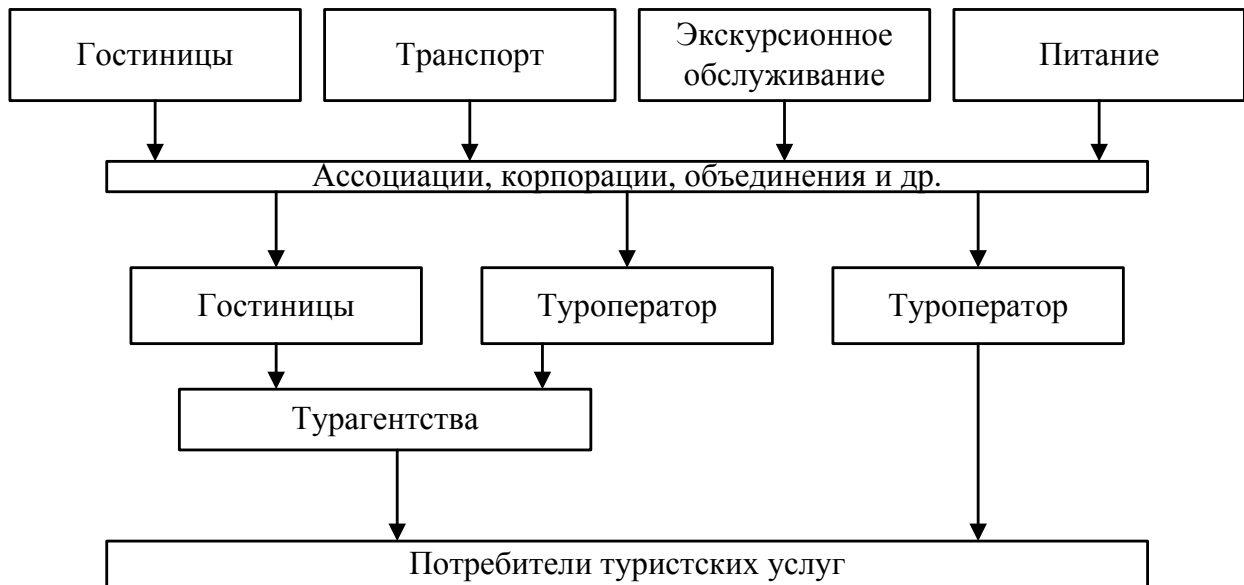 Гостиницы
Транспорт
Экскурсионное
обслуживание
Питание
Ассоциации, корпорации, объединения и др.
Гостиницы
Туроператор
Туроператор
Турагентства
Потребители туристских услуг